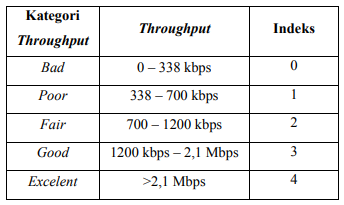 Kategori Throughput Throughput Indeks
Bad 0 – 338 kbps 0
Poor 338 – 700 kbps 1
Fair 700 – 1200 kbps 2
Good 1200 kbps – 2,1 Mbps 3
Excelent >2,1 Mbps 4